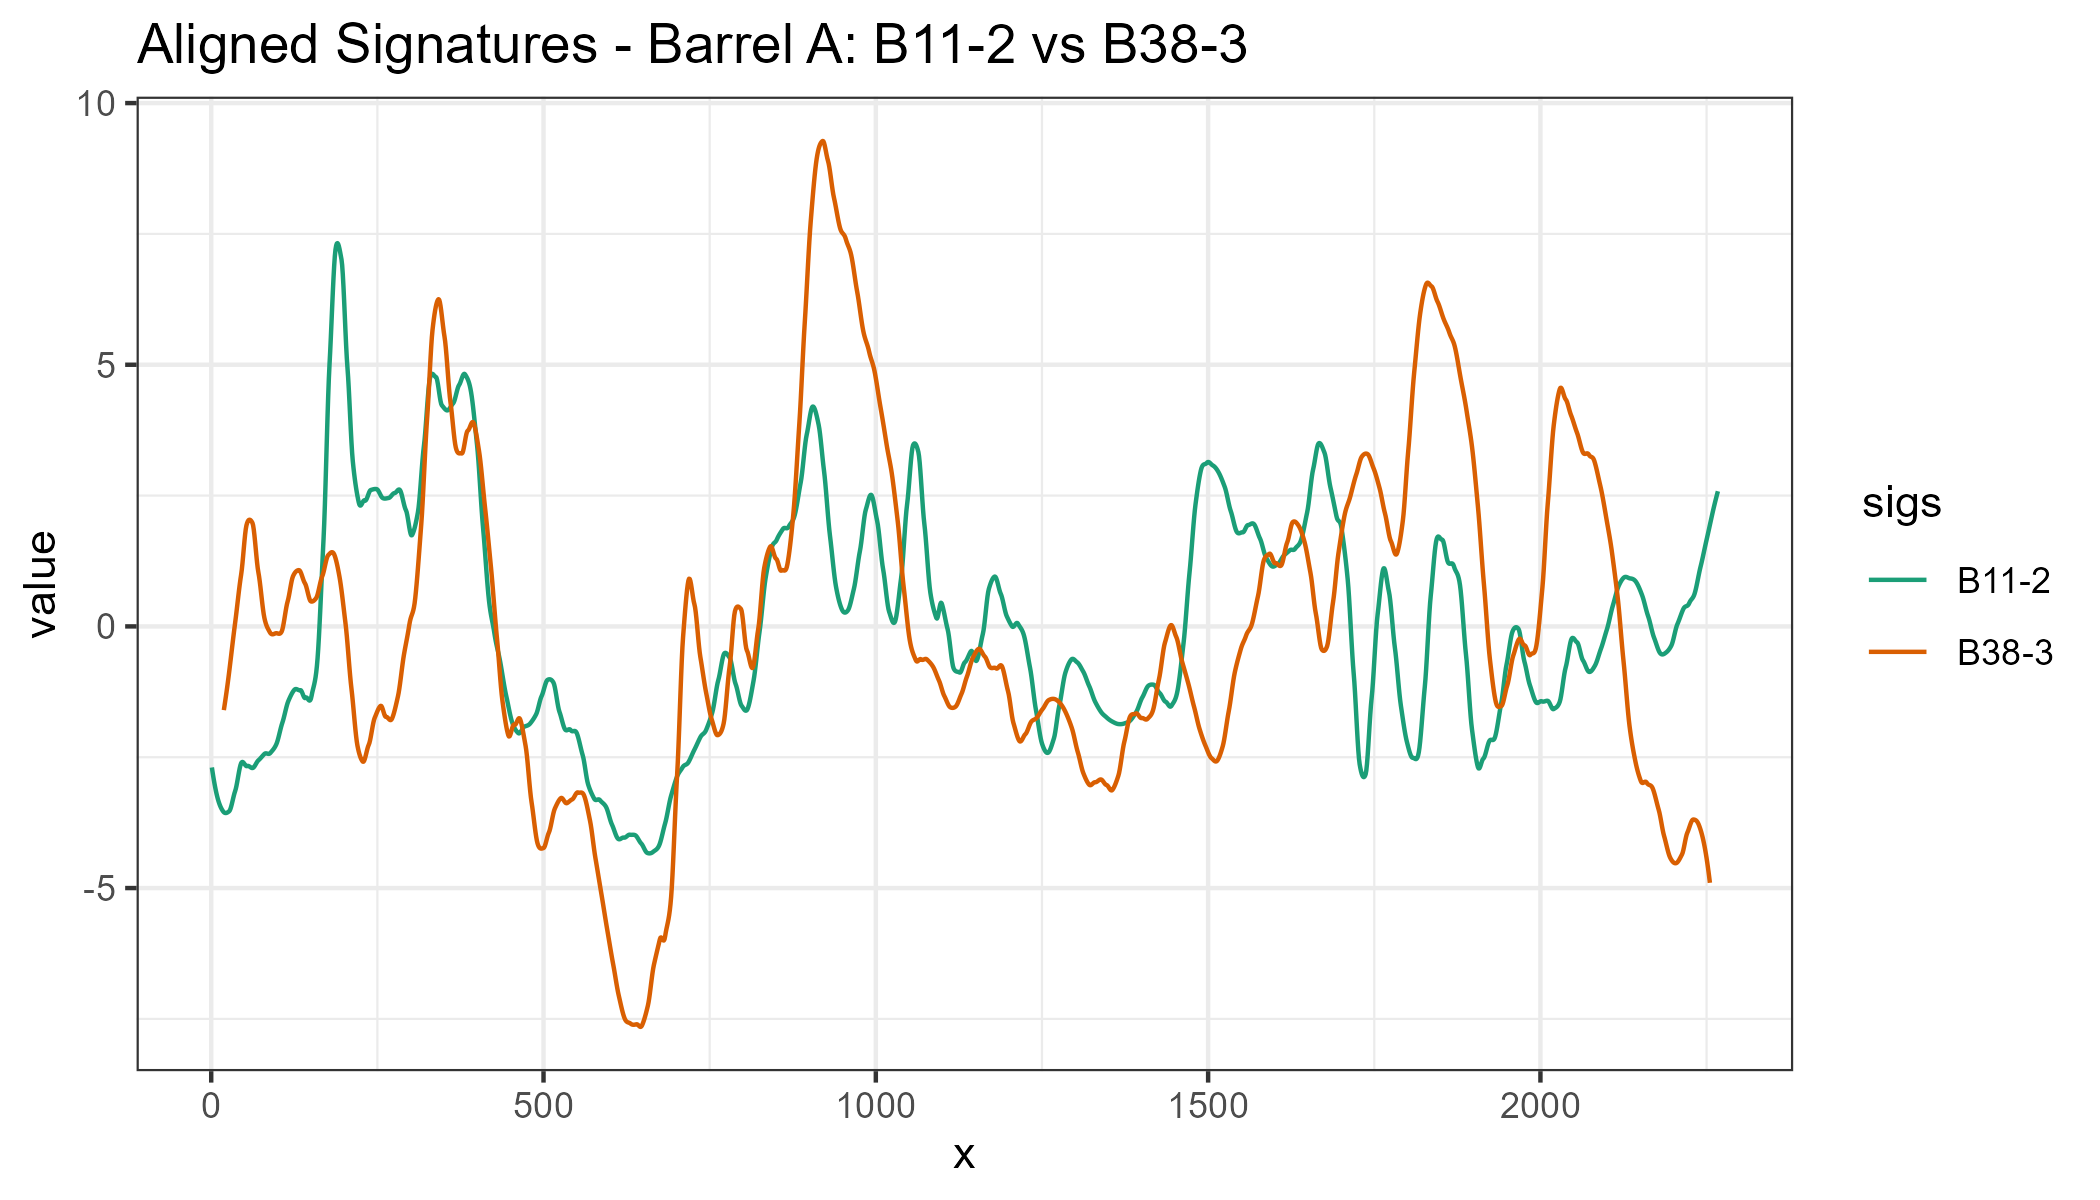 Aligned Signatures - Barrel A: B11-2 vs B38-3
10
5
0
-5
value
0 500 1000 1500 2000
x
sigs
B11-2
B38-3